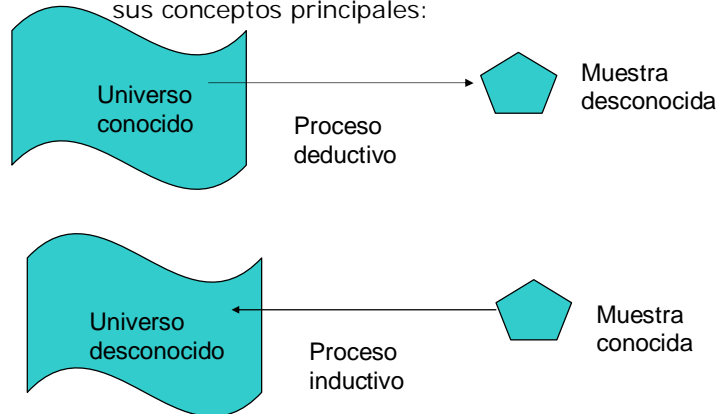 sus conceptos principales:
Universo
conocido
Proceso
deductivo
Muestra
desconocida
Universo
desconocido
Proceso
inductivo
Muestra
conocida